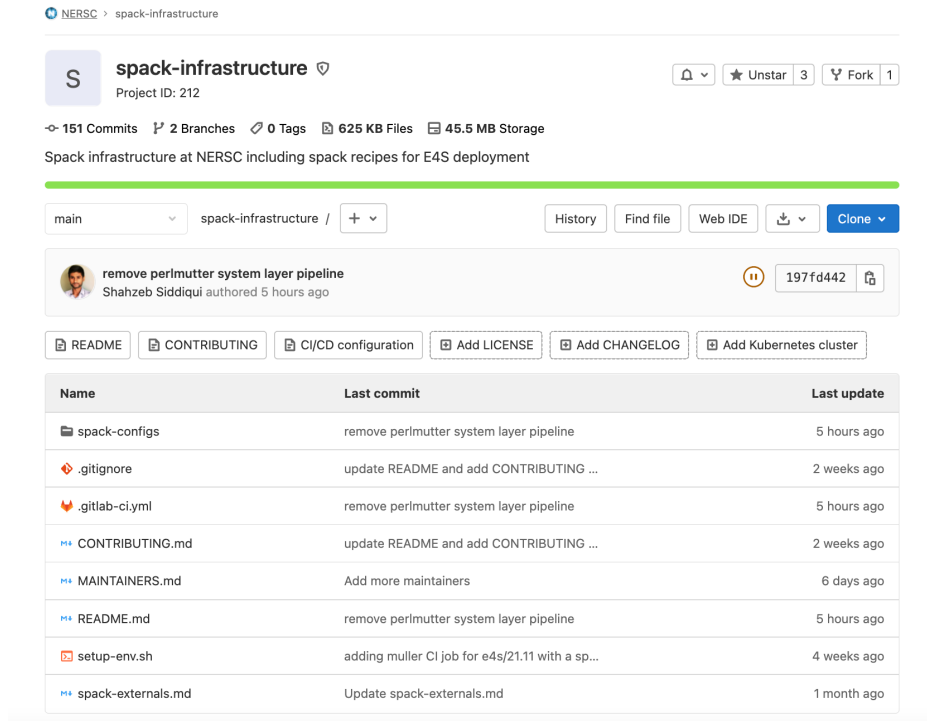 NERSC > spack-infrastructure
S
spack-infrastructure
Project ID: 212
Unstar 3 Fork 1
151 Commits 2 Branches 0 Tags 625 KB Files 45.5 MB Storage
Spack infrastructure at NERSC including spack recipes for E4S deployment
main spack-infrastructure / + History Find file Web IDE Clone
remove perlmutter system layer pipeline
Shahzeb Siddiqui authored 5 hours ago
197fd442
README CONTRIBUTING CI/CD configuration Add LICENSE Add CHANGELOG Add Kubernetes cluster
Name Last commit Last update
spack-configs remove perlmutter system layer pipeline 5 hours ago
.gitignore update README and add CONTRIBUTING ... 2 weeks ago
.gitlab-ci.yml remove perlmutter system layer pipeline 5 hours ago
CONTRIBUTING.md update README and add CONTRIBUTING ... 2 weeks ago
MAINTAINERS.md Add more maintainers 6 days ago
README.md remove perlmutter system layer pipeline 5 hours ago
setup-env.sh adding muller CI job for e4s/21.11 with a sp... 4 weeks ago
spack-externals.md Update spack-externals.md 1 month ago